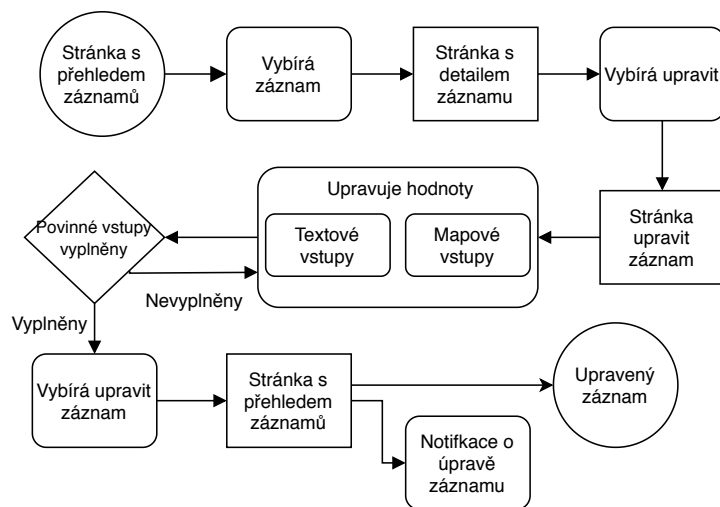 Stránka s
přehledem
záznamů
Vybírá
záznam
Stránka s
detailem
záznamu
Vybírá upravit
Stránka
upravit
záznam
Upravuje hodnoty
Textové
vstupy
Mapové
vstupy
Povinné vstupy
vyplněny
Nevyplněny
Vyplněny
Vybírá upravit
záznam
Stránka s
přehledem
záznamů
Upravený
záznam
Notifkace o
úpravě
záznamu